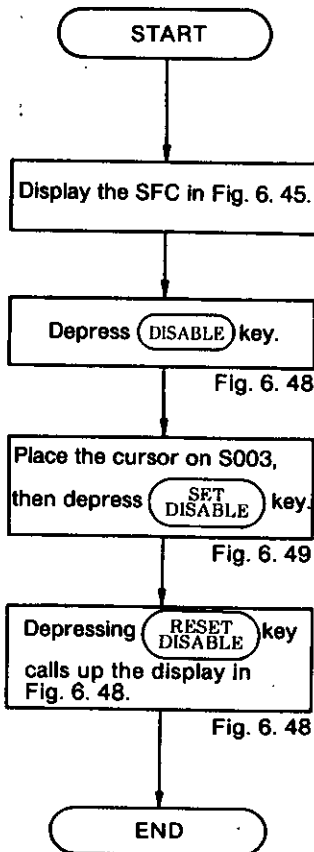 START
Display the SFC in Fig. 6. 45.
Depress DISABLE key.
Fig. 6. 48
Place the cursor on S003,
then depress SET DISABLE key.
Fig. 6. 49
Depressing RESET DISABLE key
calls up the display in
Fig. 6. 48.
Fig. 6. 48
END